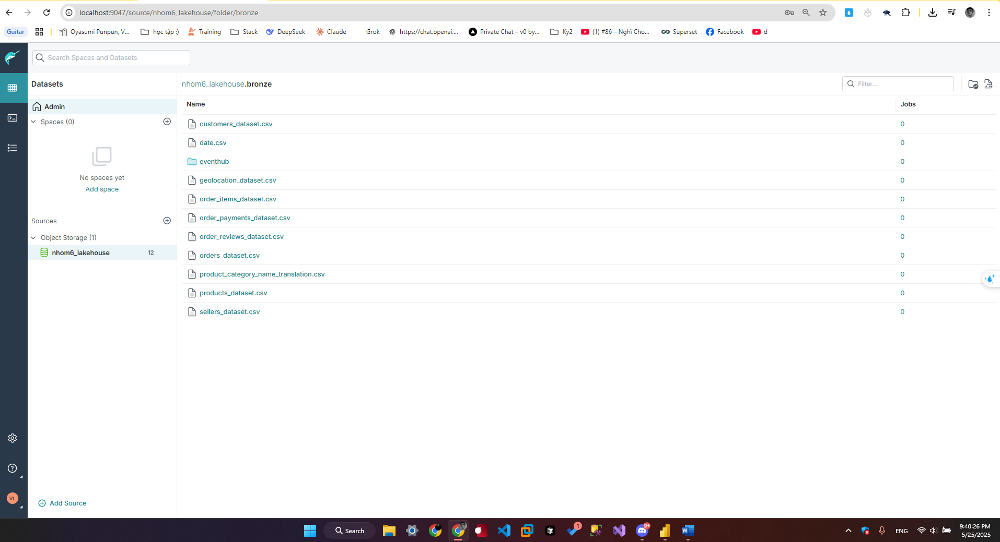 localhost:9047/source/nhom6_lakehouse/folder/bronze
Guitar
Oyasumi Punpun, V...
học tập :)
Training
Stack
DeepSeek
Claude
Grok
https://chat.openai....
Private Chat – v0 by...
Ky2
(1) #86 – Nghĩ Cho...
Superset
Facebook
d
Search Spaces and Datasets
Datasets
nhom6_lakehouse.bronze
Filter...
Admin
Spaces (0)
No spaces yet
Add space
Sources
Object Storage (1)
nhom6_lakehouse 12
Add Source
VL
Name Jobs
customers_dataset.csv 0
date.csv 0
eventhub 0
geolocation_dataset.csv 0
order_items_dataset.csv 0
order_payments_dataset.csv 0
order_reviews_dataset.csv 0
orders_dataset.csv 0
product_category_name_translation.csv 0
products_dataset.csv 0
sellers_dataset.csv 0
Search
1
9+
ENG
9:40:26 PM
5/25/2025